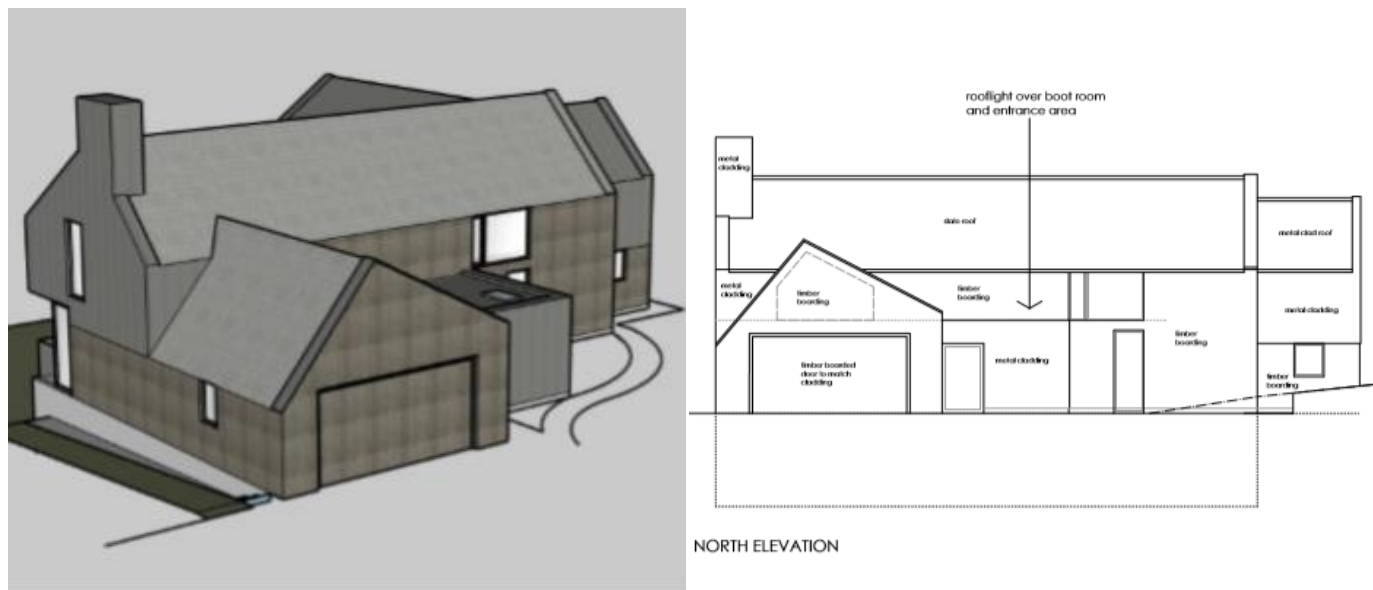 rooflight over boot room
and entrance area
metal
cladding
slate roof
metal clad roof
metal
cladding
timber
boarding
timber
boarding
metal cladding
timber
boarding
timber boarded
door to match
cladding
metal cladding
timber
boarding
NORTH ELEVATION